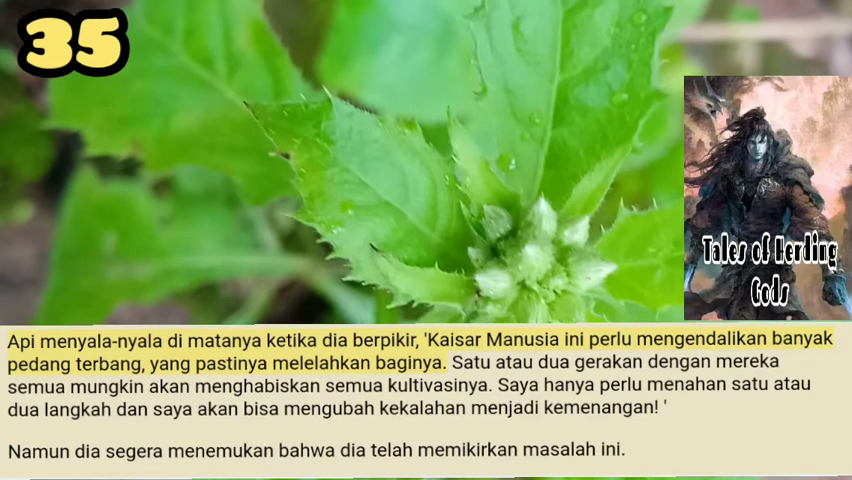 35
Tales of Herding
Gods
Api menyala-nyala di matanya ketika dia berpikir, 'Kaisar Manusia ini perlu mengendalikan banyak
pedang terbang, yang pastinya melelahkan baginya. Satu atau dua gerakan dengan mereka
semua mungkin akan menghabiskan semua kultivasinya. Saya hanya perlu menahan satu atau
dua langkah dan saya akan bisa mengubah kekalahan menjadi kemenangan! '
Namun dia segera menemukan bahwa dia telah memikirkan masalah ini.